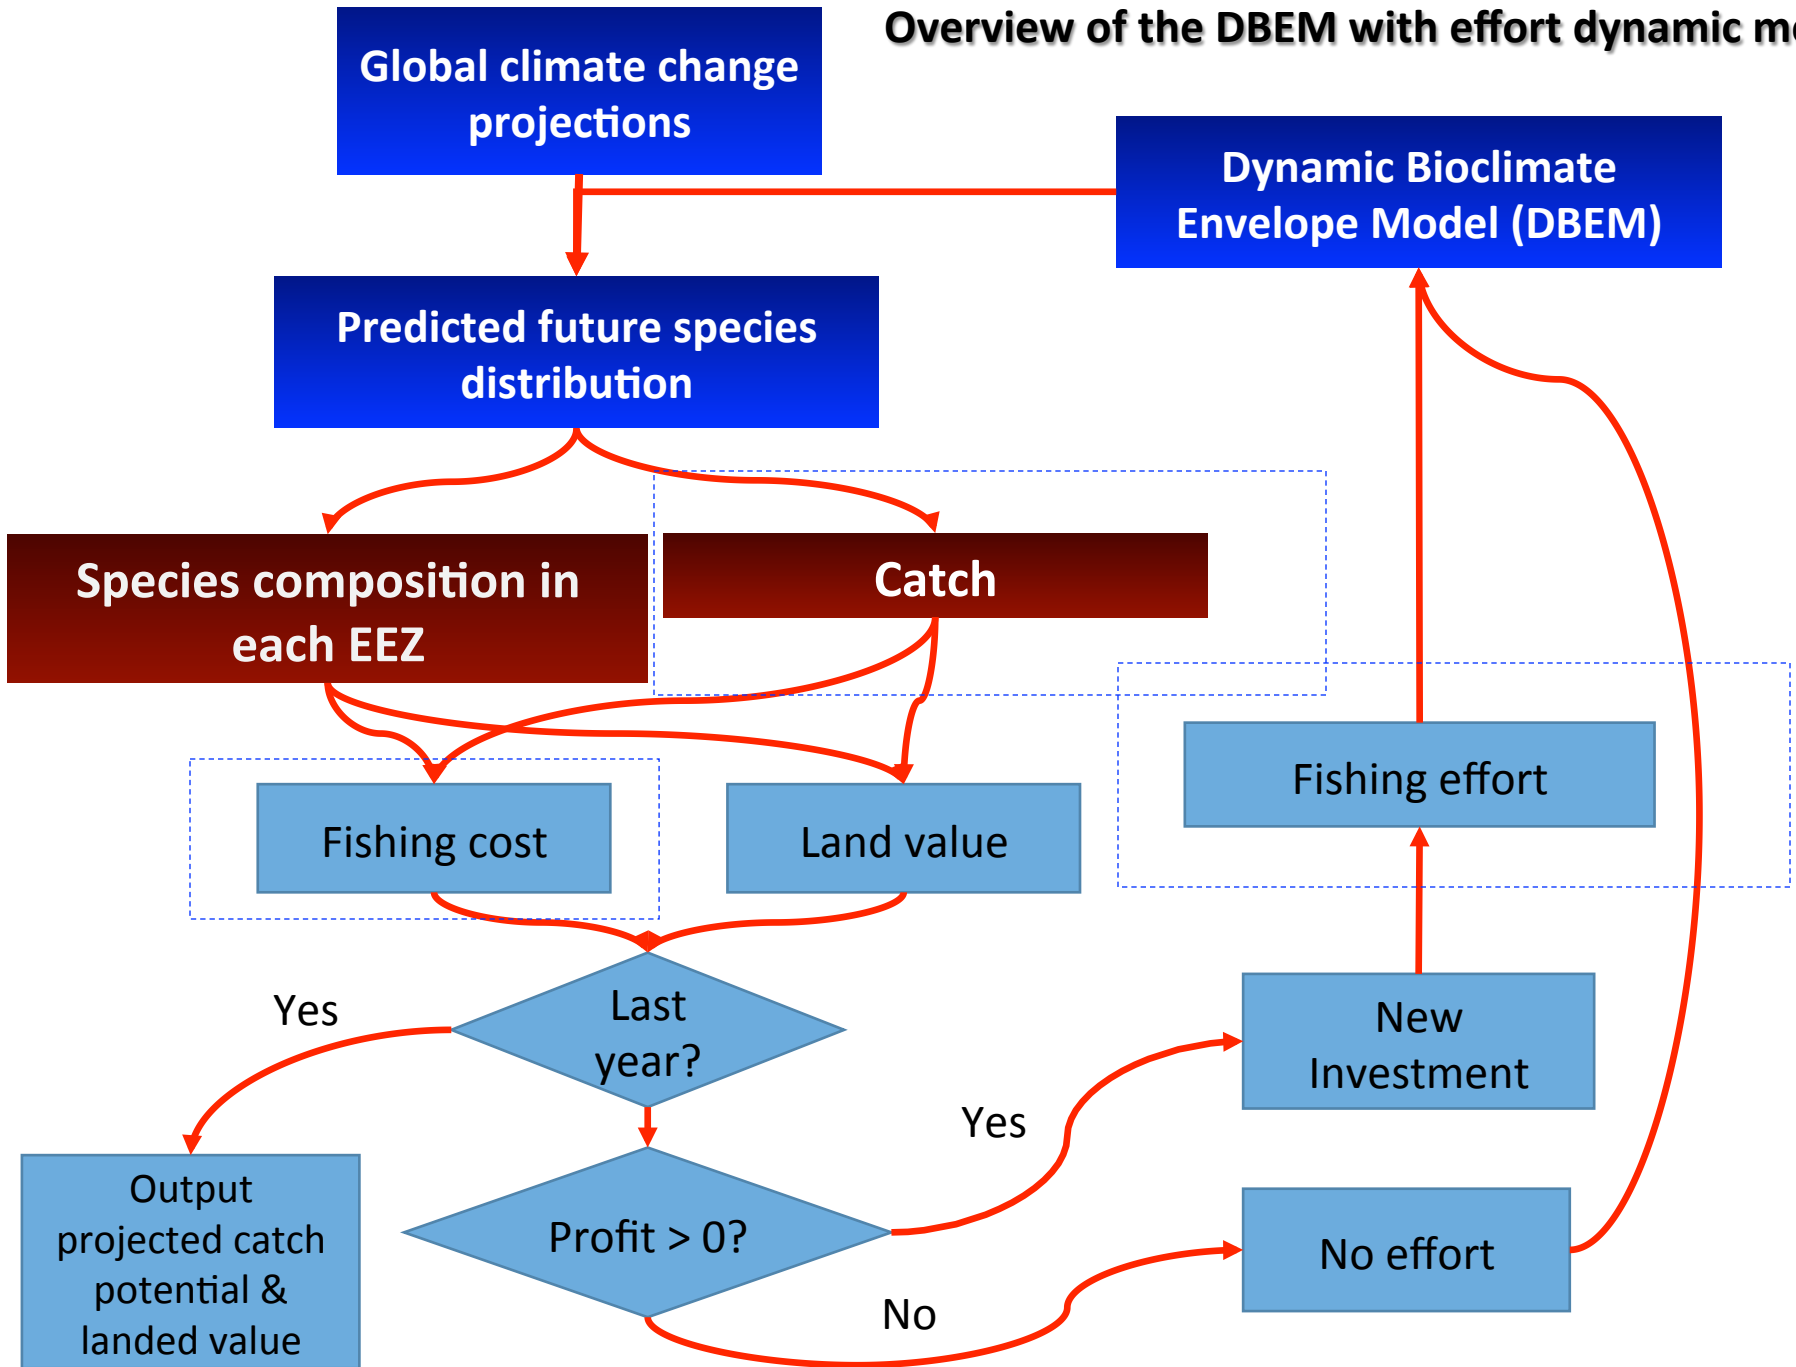 Overview of the DBEM with effort dynamic
Global climate change
projections
Dynamic Bioclimate
Envelope Model (DBEM)
Predicted future species
distribution
Species composition in
each EEZ
Catch
Fishing effort
Fishing cost
Land value
Last
year?
Yes
New
Investment
Yes
Profit > 0?
No effort
No
Output
projected catch
potential &
landed value